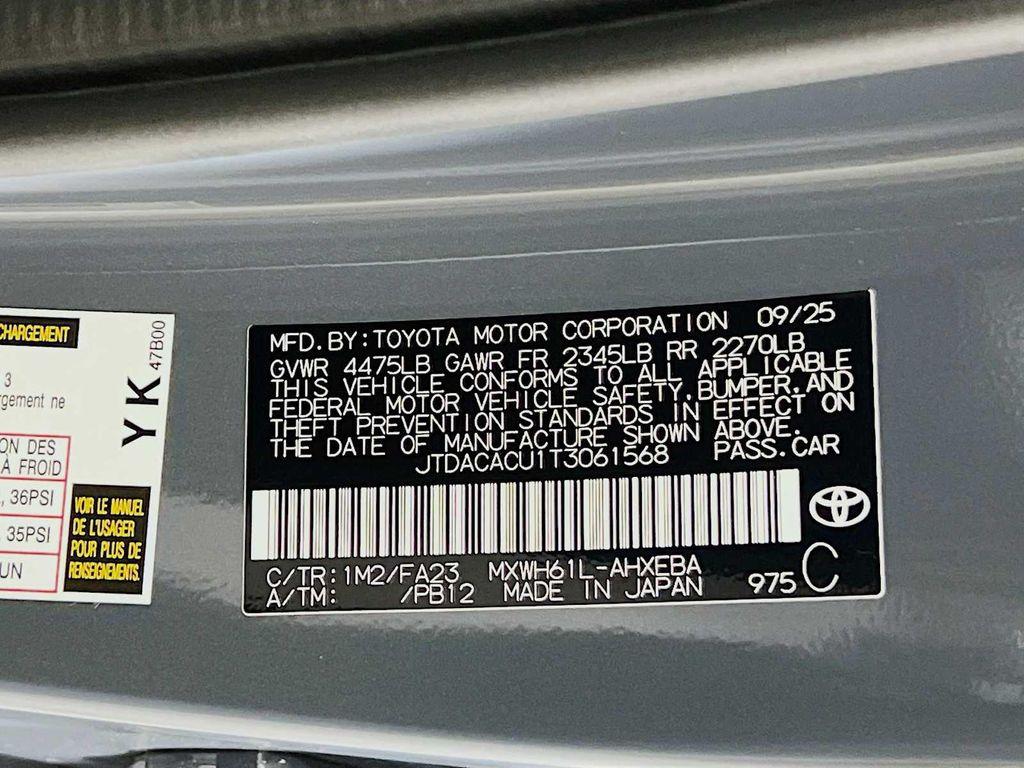 CHARGEMENT
3
rgement ne
ON DES
À FROID
, 36PSI
, 35PSI
UN
YK
47B00
VOIR LE MANUEL
DE L'USAGER
POUR PLUS DE
RENSEIGNEMENTS.
MFD.BY:TOYOTA MOTOR CORPORATION 09/25
GVWR 4475LB GAWR FR 2345LB RR 2270LB
THIS VEHICLE CONFORMS TO ALL APPLICABLE
FEDERAL MOTOR VEHICLE SAFETY,BUMPER,AND
THEFT PREVENTION STANDARDS IN EFFECT ON
THE DATE OF MANUFACTURE SHOWN ABOVE.
JTDACACU1T3061568 PASS.CAR
C/TR:1M2/FA23 MXWH61L-AHXEBA
A/TM: /PB12 MADE IN JAPAN 975 C